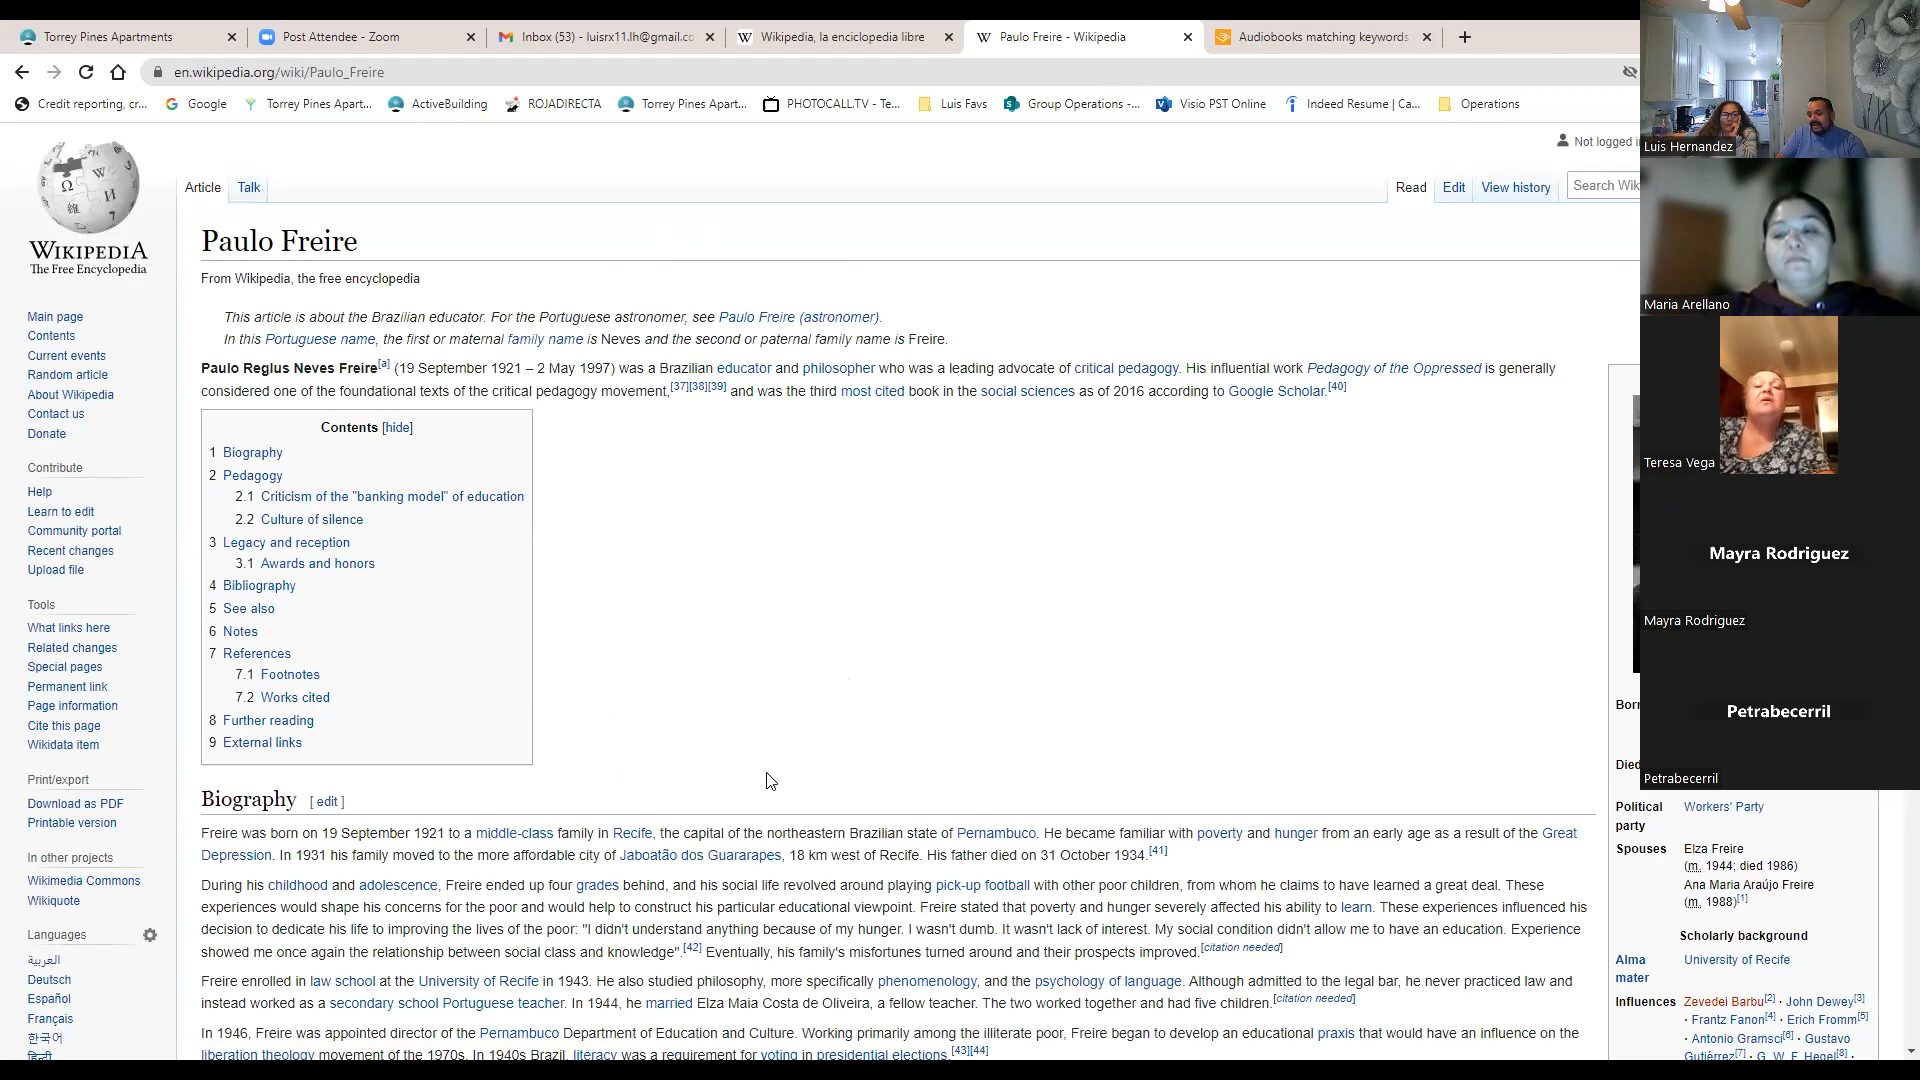 Torrey Pines Apartments
Post Attendee - Zoom
Inbox (53) - luisrx11.lh@gmail.co
Wikipedia, la enciclopedia libre
Paulo Freire - Wikipedia
Audiobooks matching keywords
en.wikipedia.org/wiki/Paulo_Freire
Credit reporting, cr...
Google
Torrey Pines Apart...
ActiveBuilding
ROJADIRECTA
Torrey Pines Apart...
PHOTOCALL.TV - Te...
Luis Favs
Group Operations -...
Visio PST Online
Indeed Resume | Ca...
Operations
WIKIPEDIA
The Free Encyclopedia
Main page
Contents
Current events
Random article
About Wikipedia
Contact us
Donate
Contribute
Help
Learn to edit
Community portal
Recent changes
Upload file
Tools
What links here
Related changes
Special pages
Permanent link
Page information
Cite this page
Wikidata item
Print/export
Download as PDF
Printable version
In other projects
Wikimedia Commons
Wikiquote
Languages
العربية
Deutsch
Español
Français
한국어
हिन्दी
Not logged i
Article
Talk
Read
Edit
View history
Search Wik
Paulo Freire
From Wikipedia, the free encyclopedia
This article is about the Brazilian educator. For the Portuguese astronomer, see Paulo Freire (astronomer).
In this Portuguese name, the first or maternal family name is Neves and the second or paternal family name is Freire.
Paulo Reglus Neves Freire[a] (19 September 1921 – 2 May 1997) was a Brazilian educator and philosopher who was a leading advocate of critical pedagogy. His influential work Pedagogy of the Oppressed is generally
considered one of the foundational texts of the critical pedagogy movement,[37][38][39] and was the third most cited book in the social sciences as of 2016 according to Google Scholar.[40]
Contents [hide]
1 Biography
2 Pedagogy
2.1 Criticism of the "banking model" of education
2.2 Culture of silence
3 Legacy and reception
3.1 Awards and honors
4 Bibliography
5 See also
6 Notes
7 References
7.1 Footnotes
7.2 Works cited
8 Further reading
9 External links
Biography [ edit ]
Freire was born on 19 September 1921 to a middle-class family in Recife, the capital of the northeastern Brazilian state of Pernambuco. He became familiar with poverty and hunger from an early age as a result of the Great
Depression. In 1931 his family moved to the more affordable city of Jaboatão dos Guararapes, 18 km west of Recife. His father died on 31 October 1934.[41]
During his childhood and adolescence, Freire ended up four grades behind, and his social life revolved around playing pick-up football with other poor children, from whom he claims to have learned a great deal. These
experiences would shape his concerns for the poor and would help to construct his particular educational viewpoint. Freire stated that poverty and hunger severely affected his ability to learn. These experiences influenced his
decision to dedicate his life to improving the lives of the poor: "I didn't understand anything because of my hunger. I wasn't dumb. It wasn't lack of interest. My social condition didn't allow me to have an education. Experience
showed me once again the relationship between social class and knowledge".[42] Eventually, his family's misfortunes turned around and their prospects improved.[citation needed]
Freire enrolled in law school at the University of Recife in 1943. He also studied philosophy, more specifically phenomenology, and the psychology of language. Although admitted to the legal bar, he never practiced law and
instead worked as a secondary school Portuguese teacher. In 1944, he married Elza Maia Costa de Oliveira, a fellow teacher. The two worked together and had five children.[citation needed]
In 1946, Freire was appointed director of the Pernambuco Department of Education and Culture. Working primarily among the illiterate poor, Freire began to develop an educational praxis that would have an influence on the
liberation theology movement of the 1970s. In 1940s Brazil, literacy was a requirement for voting in presidential elections.[43][44]
Born
Died
Political party
Workers' Party
Spouses
Elza Freire
(m. 1944; died 1986)
Ana Maria Araújo Freire
(m. 1988)[1]
Scholarly background
Alma mater
University of Recife
Influences
Zevedei Barbu[2] · John Dewey[3]
· Frantz Fanon[4] · Erich Fromm[5]
· Antonio Gramsci[6] · Gustavo
Gutiérrez[7] · G. W. F. Hegel[8] ·
Luis Hernandez
Maria Arellano
Teresa Vega
Mayra Rodriguez
Mayra Rodriguez
Petrabecerril
Petrabecerril